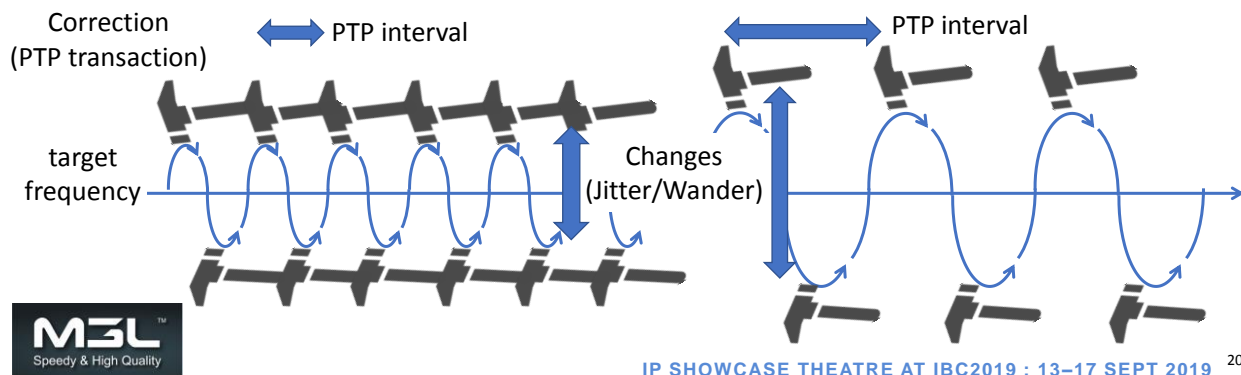 Correction
(PTP transaction)
PTP interval
PTP interval
target
frequency
Changes
(Jitter/Wander)
M3L™
Speedy & High Quality
IP SHOWCASE THEATRE AT IBC2019 : 13–17 SEPT 2019
20